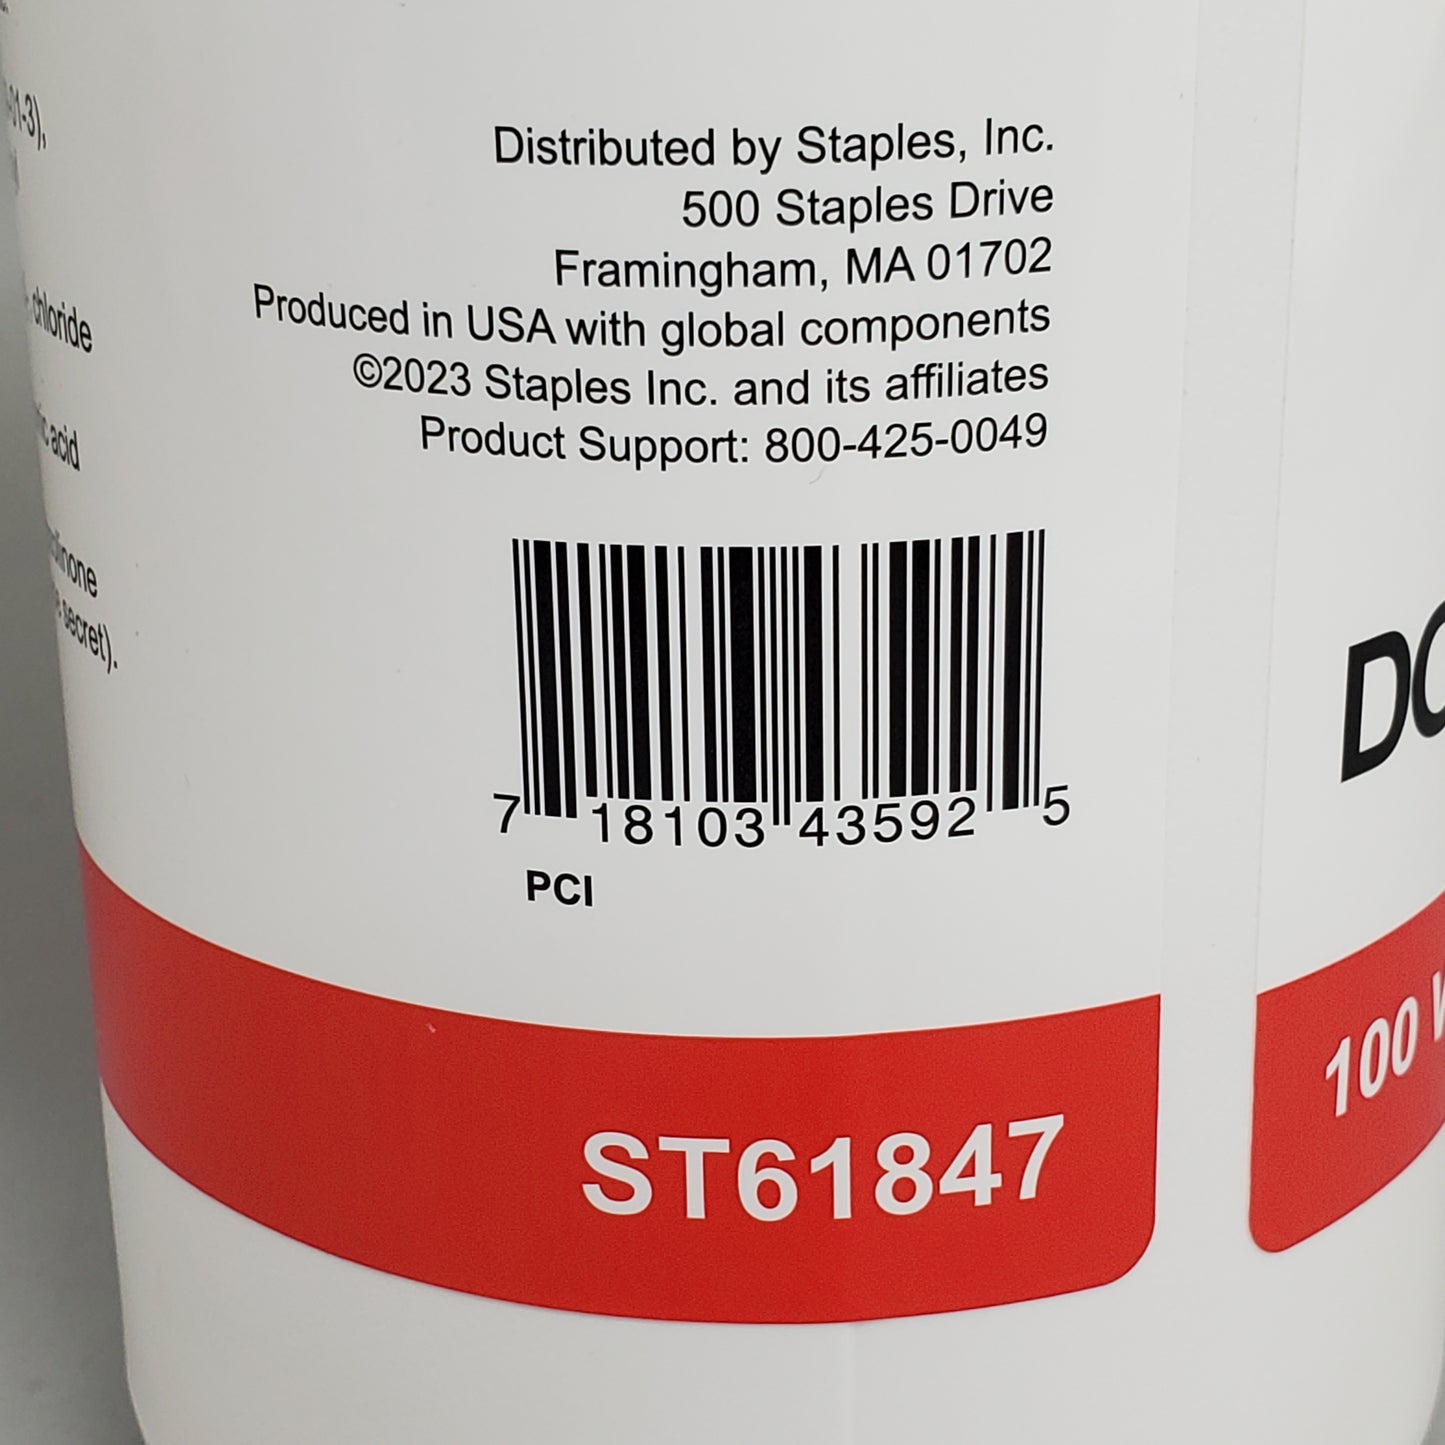 Distributed by Staples, Inc.
500 Staples Drive
Framingham, MA 01702
Produced in USA with global components
©2023 Staples Inc. and its affiliates
Product Support: 800-425-0049
7 18103 43592 5
PCI
ST61847
chloride
acid
secret).
100